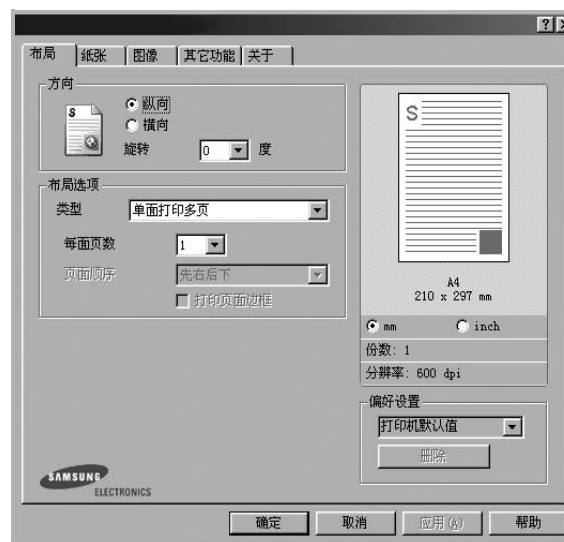 布局 纸张 图像 其它功能 关于
方向
S
纵向
横向
旋转 0 度
布局选项
类型 单面打印多页
每面页数 1
页面顺序 先右后下
打印页面边框
S
A4
210 x 297 mm
mm inch
份数: 1
分辨率: 600 dpi
偏好设置
打印机默认值
删除
SAMSUNG
ELECTRONICS
确定 取消 应用(A) 帮助